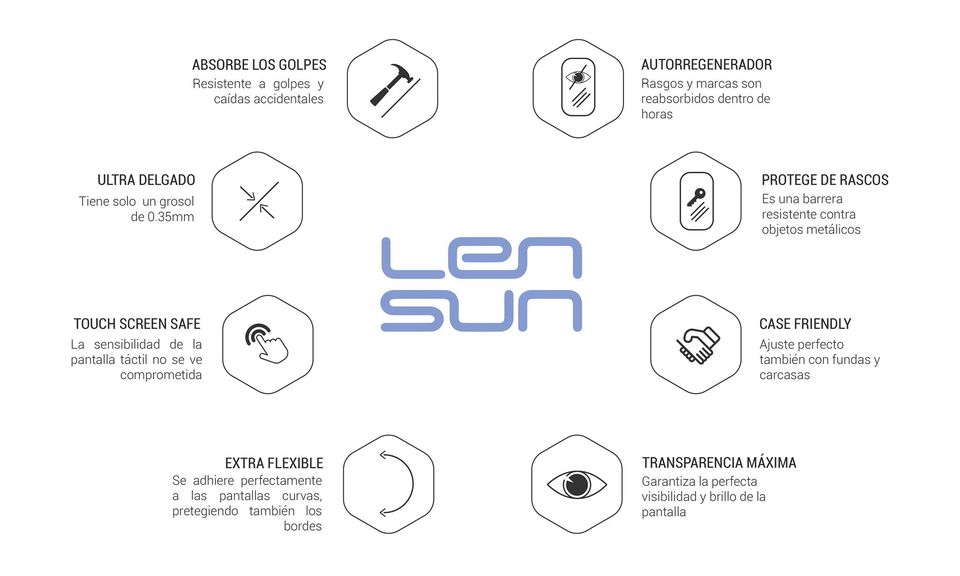 ABSORBE LOS GOLPES
Resistente a golpes y
caídas accidentales
AUTORREGENERADOR
Rasgos y marcas son
reabsorbidos dentro de
horas
ULTRA DELGADO
Tiene solo un grosol
de 0.35mm
PROTEGE DE RASCOS
Es una barrera
resistente contra
objetos metálicos
Len
sun
TOUCH SCREEN SAFE
La sensibilidad de la
pantalla táctil no se ve
comprometida
CASE FRIENDLY
Ajuste perfecto
también con fundas y
carcasas
EXTRA FLEXIBLE
Se adhiere perfectamente
a las pantallas curvas,
pretegiendo también los
bordes
TRANSPARENCIA MÁXIMA
Garantiza la perfecta
visibilidad y brillo de la
pantalla